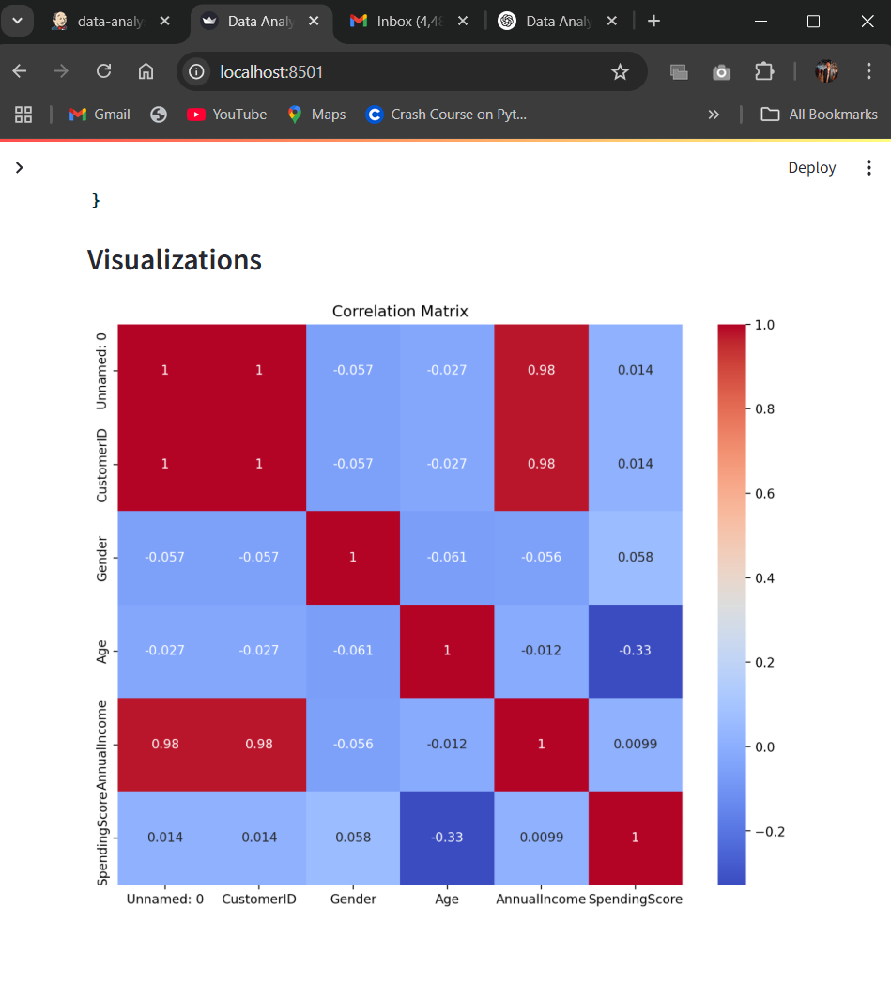 data-analy
Data Analy
Inbox (4,48
Data Analy
localhost:8501
Gmail
YouTube
Maps
Crash Course on Pyt...
All Bookmarks
Deploy
}
Visualizations
Correlation Matrix
Unnamed: 0 1 1 -0.057 -0.027 0.98 0.014
CustomerID 1 1 -0.057 -0.027 0.98 0.014
Gender -0.057 -0.057 1 -0.061 -0.056 0.058
Age -0.027 -0.027 -0.061 1 -0.012 -0.33
AnnualIncome 0.98 0.98 -0.056 -0.012 1 0.0099
SpendingScore 0.014 0.014 0.058 -0.33 0.0099 1
Unnamed: 0 CustomerID Gender Age AnnualIncome SpendingScore
1.0
0.8
0.6
0.4
0.2
0.0
−0.2